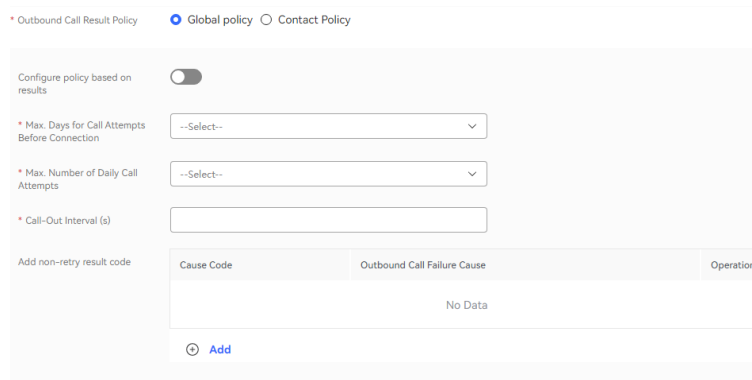 * Outbound Call Result Policy
Global policy
Contact Policy
Configure policy based on
results
* Max. Days for Call Attempts
Before Connection
--Select--
* Max. Number of Daily Call
Attempts
--Select--
* Call-Out Interval (s)
Add non-retry result code
Cause Code
Outbound Call Failure Cause
Operation
No Data
Add